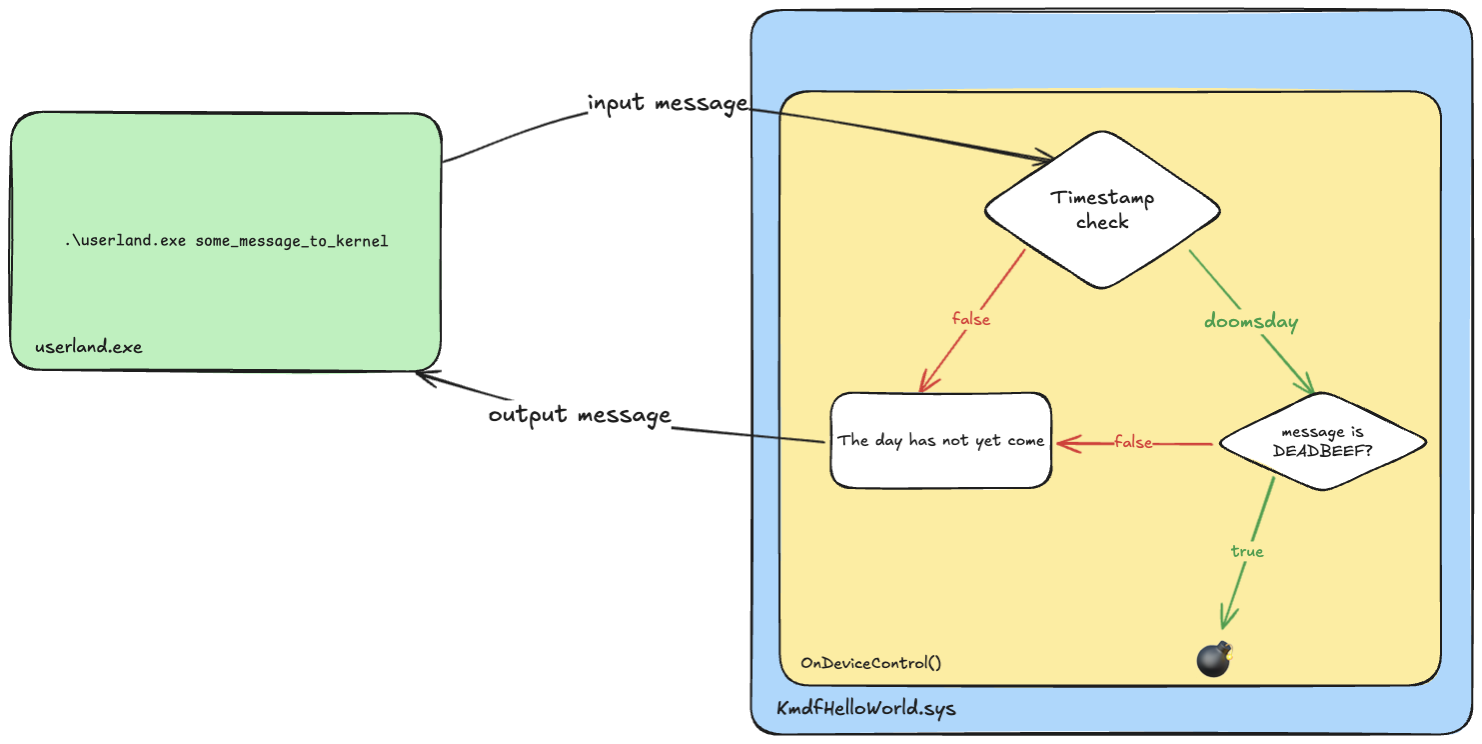 input message
.\userland.exe some_message_to_kernel
userland.exe
output message
Timestamp
check
false
doomsday
The day has not yet come
false
message is
DEADBEEF?
true
OnDeviceControl()
KmdfHelloWorld.sys